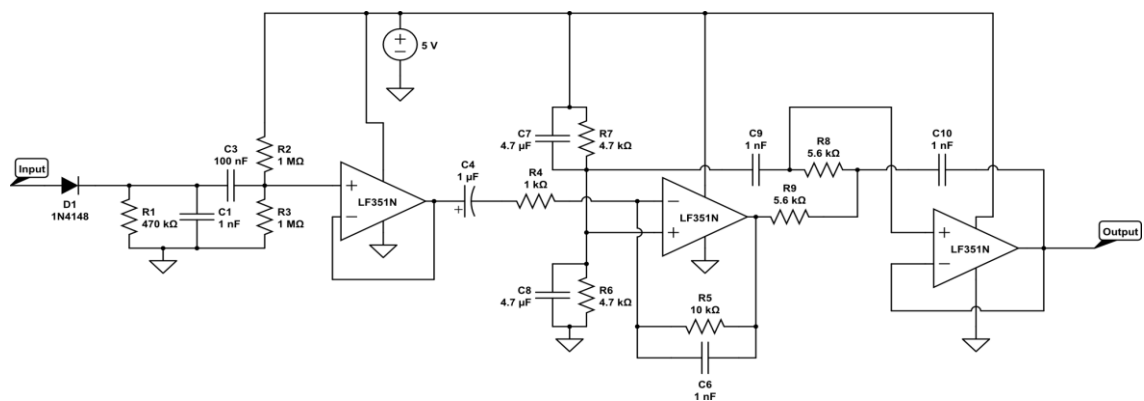 5 V
Input
D1
1N4148
R1
470 kΩ
C1
1 nF
C3
100 nF
R2
1 MΩ
R3
1 MΩ
+
−
LF351N
C4
1 µF
+
R4
1 kΩ
C7
4.7 µF
R7
4.7 kΩ
C8
4.7 µF
R6
4.7 kΩ
−
+
LF351N
R5
10 kΩ
C6
1 nF
C9
1 nF
R8
5.6 kΩ
R9
5.6 kΩ
C10
1 nF
+
−
LF351N
Output